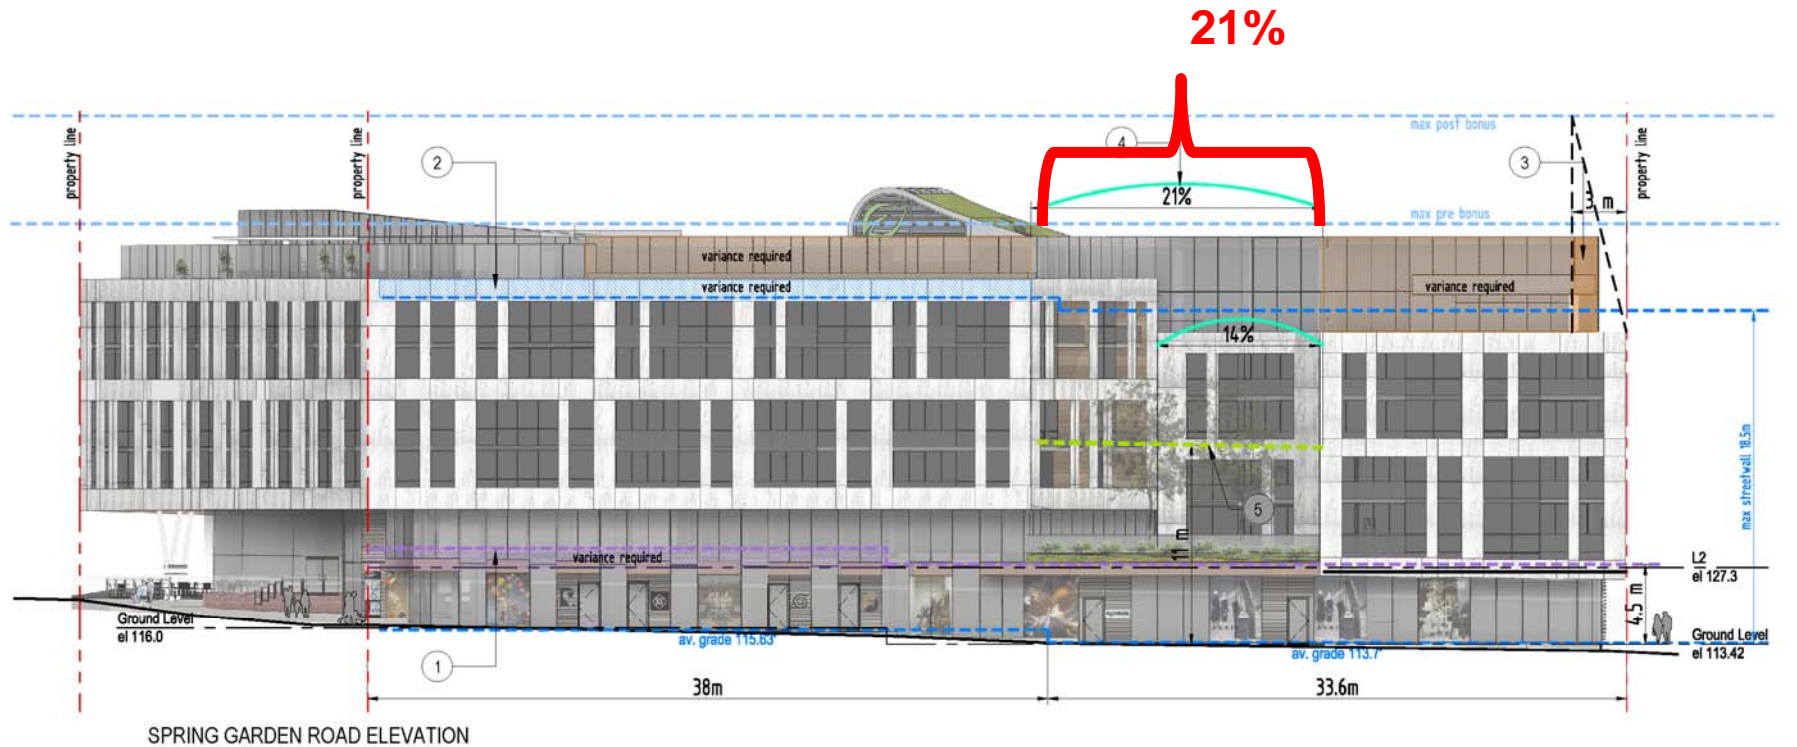 21%
max post bonus
property line
property line
property line
4
2
3
21%
3 m
max pre bonus
variance required
variance required
variance required
14%
max streetwall 18.5m
5
11 m
variance required
L2
el 127.3
4.5 m
Ground Level
el 116.0
av. grade 115.63'
av. grade 113.7'
Ground Level
el 113.42
1
38m
33.6m
SPRING GARDEN ROAD ELEVATION